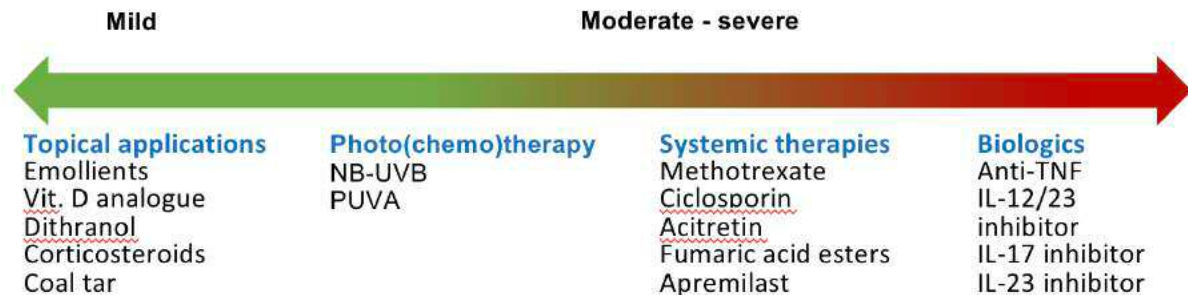 Mild
Moderate - severe
Topical applications
Emollients
Vit. D analogue
Dithranol
Corticosteroids
Coal tar
Photo(chemo)therapy
NB-UVB
PUVA
Systemic therapies
Methotrexate
Ciclosporin
Acitretin
Fumaric acid esters
Apremilast
Biologics
Anti-TNF
IL-12/23
inhibitor
IL-17 inhibitor
IL-23 inhibitor